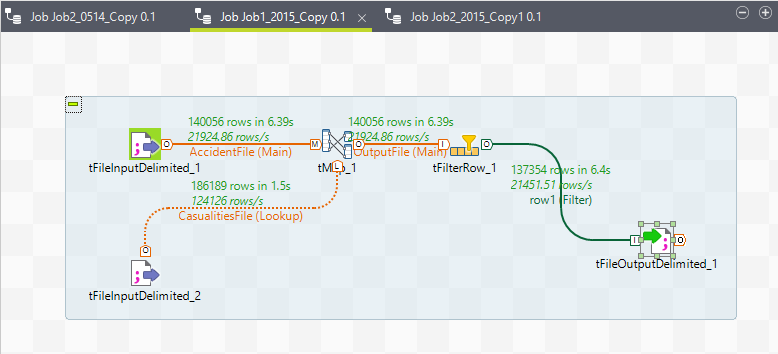 Job Job2_0514_Copy 0.1
Job Job1_2015_Copy 0.1
Job Job2_2015_Copy1 0.1
140056 rows in 6.39s
21924.86 rows/s
AccidentFile (Main)
tFileInputDelimited_1
M
O
tMap_1
140056 rows in 6.39s
21924.86 rows/s
OutputFile (Main)
I
O
tFilterRow_1
137354 rows in 6.4s
21451.51 rows/s
row1 (Filter)
186189 rows in 1.5s
124126 rows/s
CasualitiesFile (Lookup)
O
tFileInputDelimited_2
I
O
tFileOutputDelimited_1